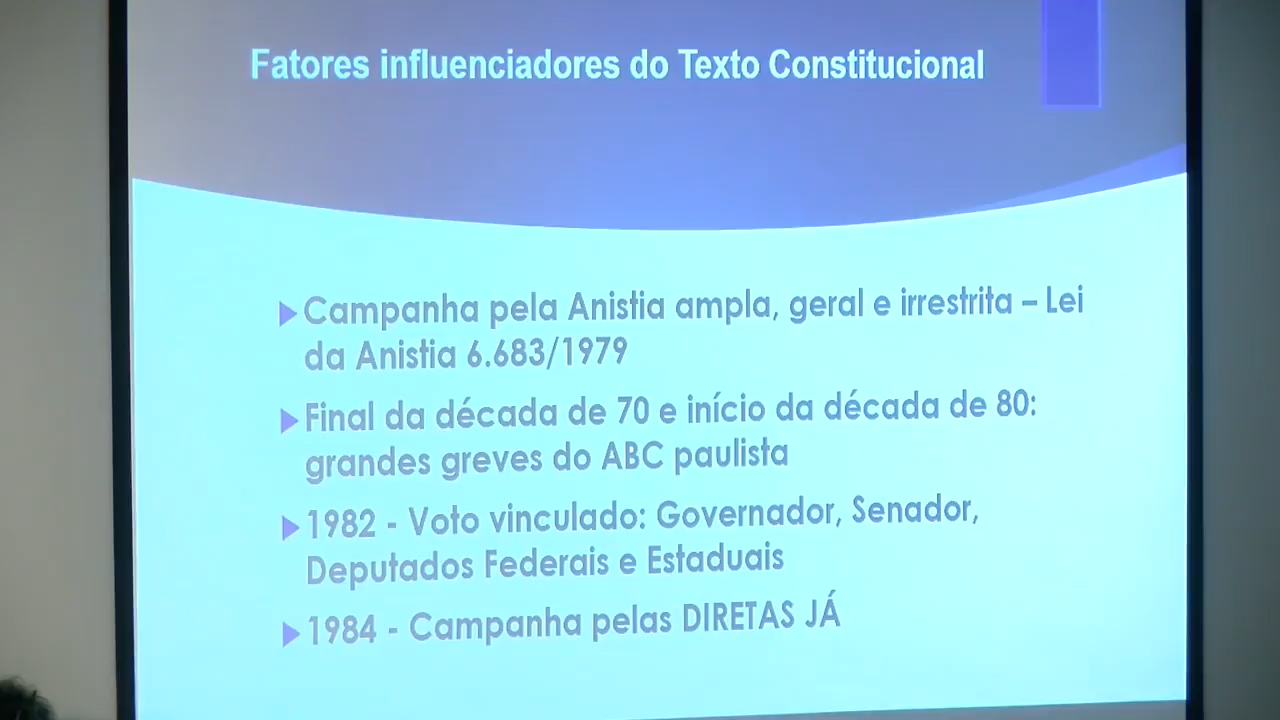 Fatores influenciadores do Texto Constitucional
Campanha pela Anistia ampla, geral e irrestrita – Lei
da Anistia 6.683/1979
Final da década de 70 e início da década de 80:
grandes greves do ABC paulista
1982 - Voto vinculado: Governador, Senador,
Deputados Federais e Estaduais
1984 - Campanha pelas DIRETAS JÁ